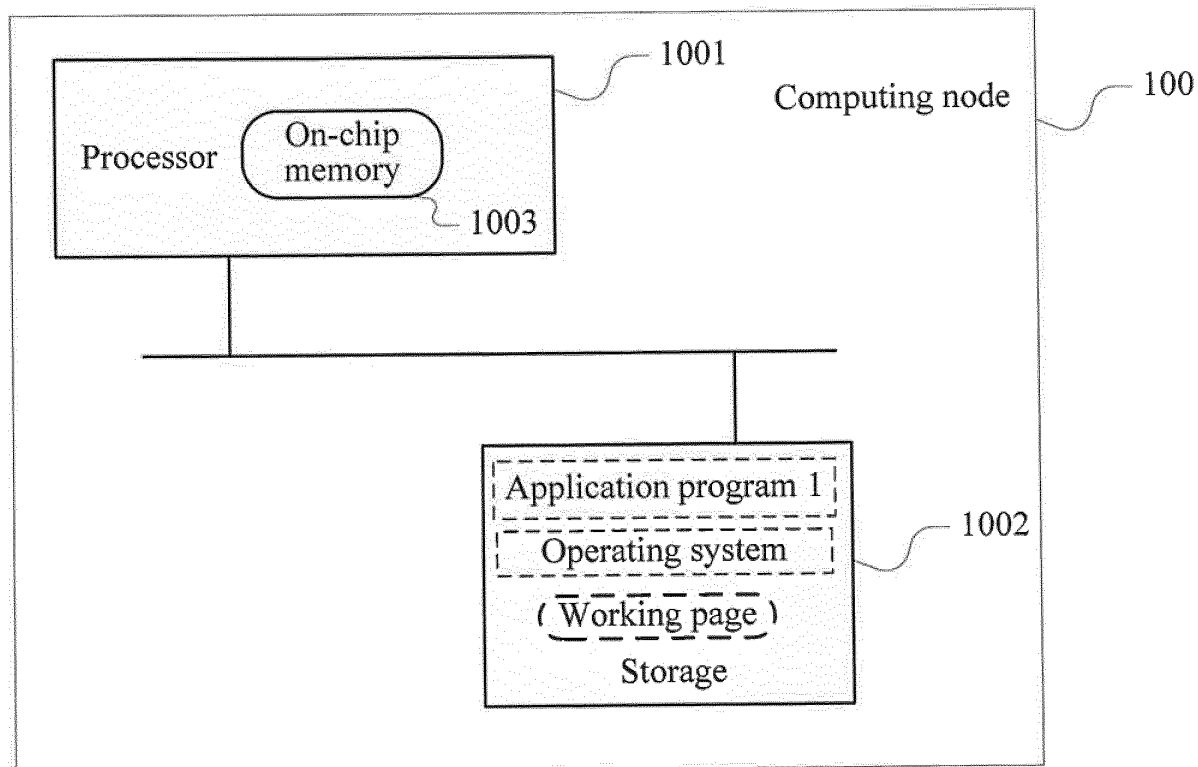 1001
Computing node
100
Processor
On-chip
memory
1003
Application program 1
Operating system
1002
Working page
Storage